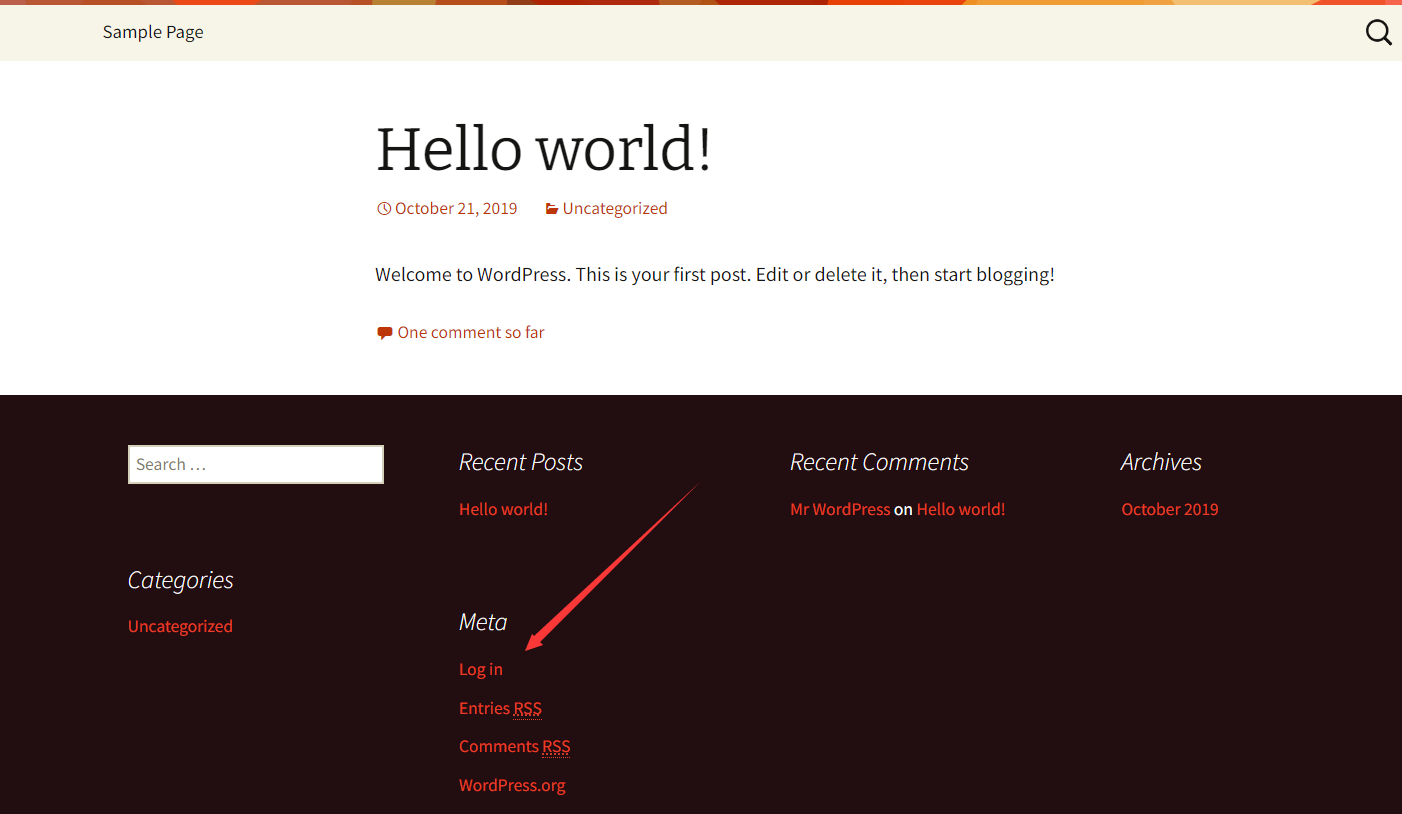 Sample Page
Hello world!
October 21, 2019 Uncategorized
Welcome to WordPress. This is your first post. Edit or delete it, then start blogging!
One comment so far
Search …
Recent Posts
Hello world!
Recent Comments
Mr WordPress on Hello world!
Archives
October 2019
Categories
Uncategorized
Meta
Log in
Entries RSS
Comments RSS
WordPress.org